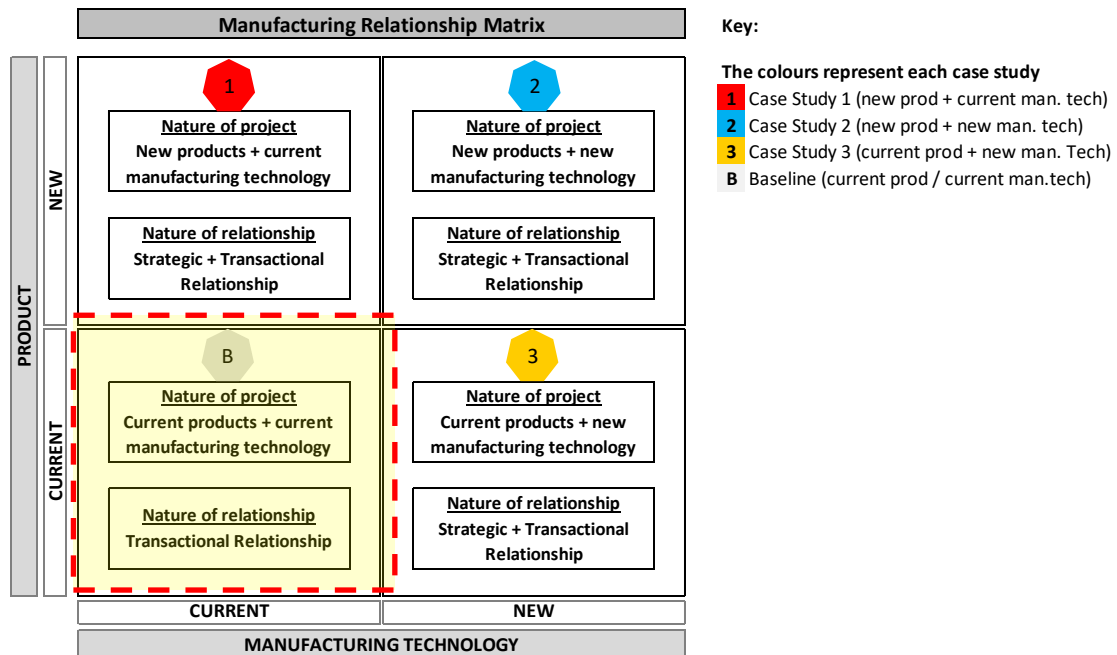 Manufacturing Relationship Matrix
Key:
The colours represent each case study
1 Case Study 1 (new prod + current man. tech)
2 Case Study 2 (new prod + new man. tech)
3 Case Study 3 (current prod + new man. Tech)
B Baseline (current prod / current man.tech)
PRODUCT
NEW
1
Nature of project
New products + current
manufacturing technology
Nature of relationship
Strategic + Transactional
Relationship
2
Nature of project
New products + new
manufacturing technology
Nature of relationship
Strategic + Transactional
Relationship
CURRENT
B
Nature of project
Current products + current
manufacturing technology
Nature of relationship
Transactional Relationship
3
Nature of project
Current products + new
manufacturing technology
Nature of relationship
Strategic + Transactional
Relationship
CURRENT
NEW
MANUFACTURING TECHNOLOGY